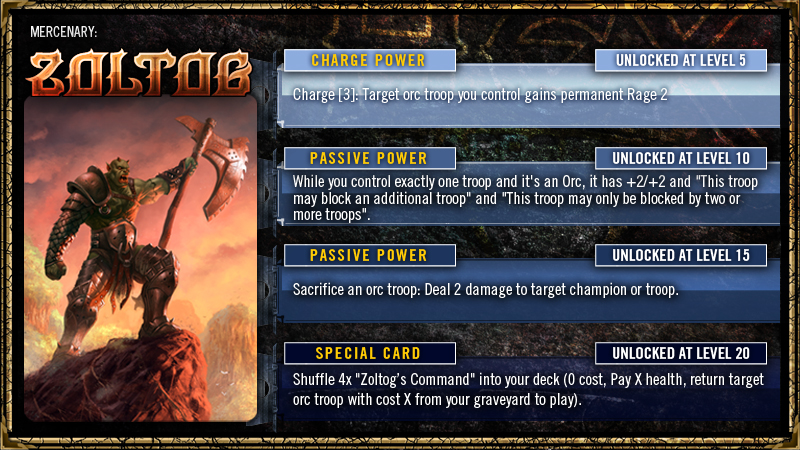 MERCENARY:
ZOLTOG
CHARGE POWER
UNLOCKED AT LEVEL 5
Charge [3]: Target orc troop you control gains permanent Rage 2
PASSIVE POWER
UNLOCKED AT LEVEL 10
While you control exactly one troop and it's an Orc, it has +2/+2 and "This troop
may block an additional troop" and "This troop may only be blocked by two or
more troops".
PASSIVE POWER
UNLOCKED AT LEVEL 15
Sacrifice an orc troop: Deal 2 damage to target champion or troop.
SPECIAL CARD
UNLOCKED AT LEVEL 20
Shuffle 4x "Zoltog's Command" into your deck (0 cost, Pay X health, return target
orc troop with cost X from your graveyard to play).